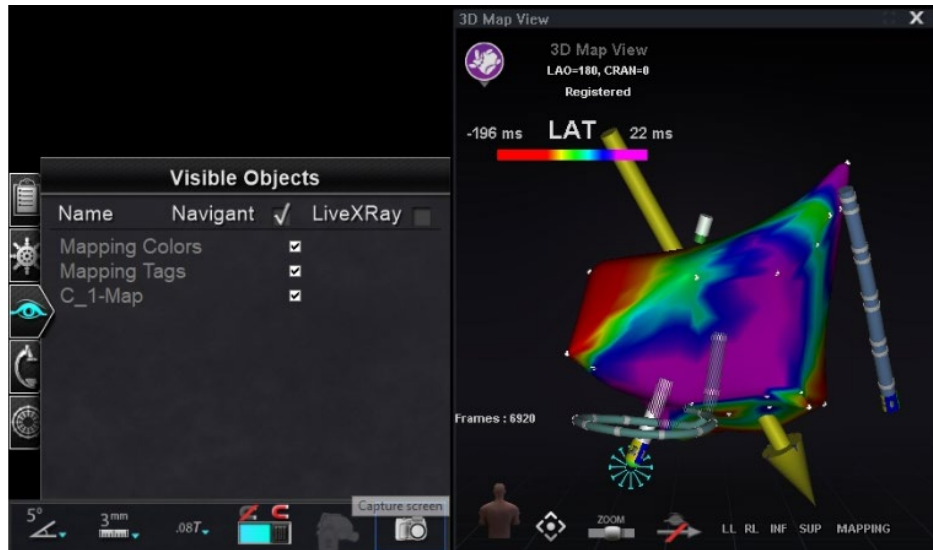 Visible Objects
Name Navigant LiveXRay
Mapping Colors
Mapping Tags
C_1-Map
5°
3mm
.08T
Capture screen
3D Map View
X
3D Map View
LAO=180, CRAN=0
Registered
-196 ms LAT 22 ms
Frames : 6920
ZOOM
LL RL INF SUP MAPPING